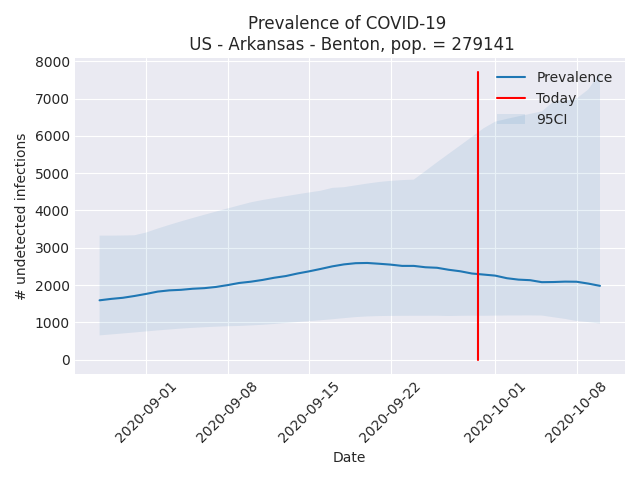 Prevalence of COVID-19
US - Arkansas - Benton, pop. = 279141
Prevalence
Today
95CI
8000
7000
6000
5000
4000
3000
2000
1000
0
# undetected infections
2020-09-01
2020-09-08
2020-09-15
2020-09-22
2020-10-01
2020-10-08
Date